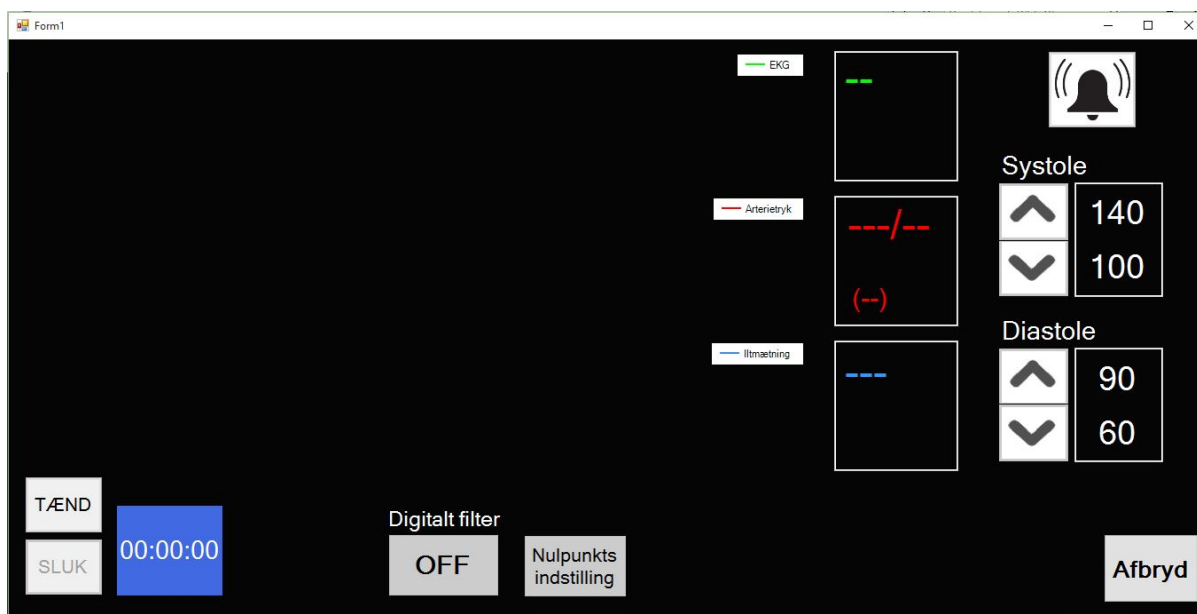 Form1
EKG
--
Systole
140
100
Arterietryk
---/--
(--)
Diastole
90
60
Iltmætning
---
TÆND
SLUK
00:00:00
Digitalt filter
OFF
Nulpunkts
indstilling
Afbryd